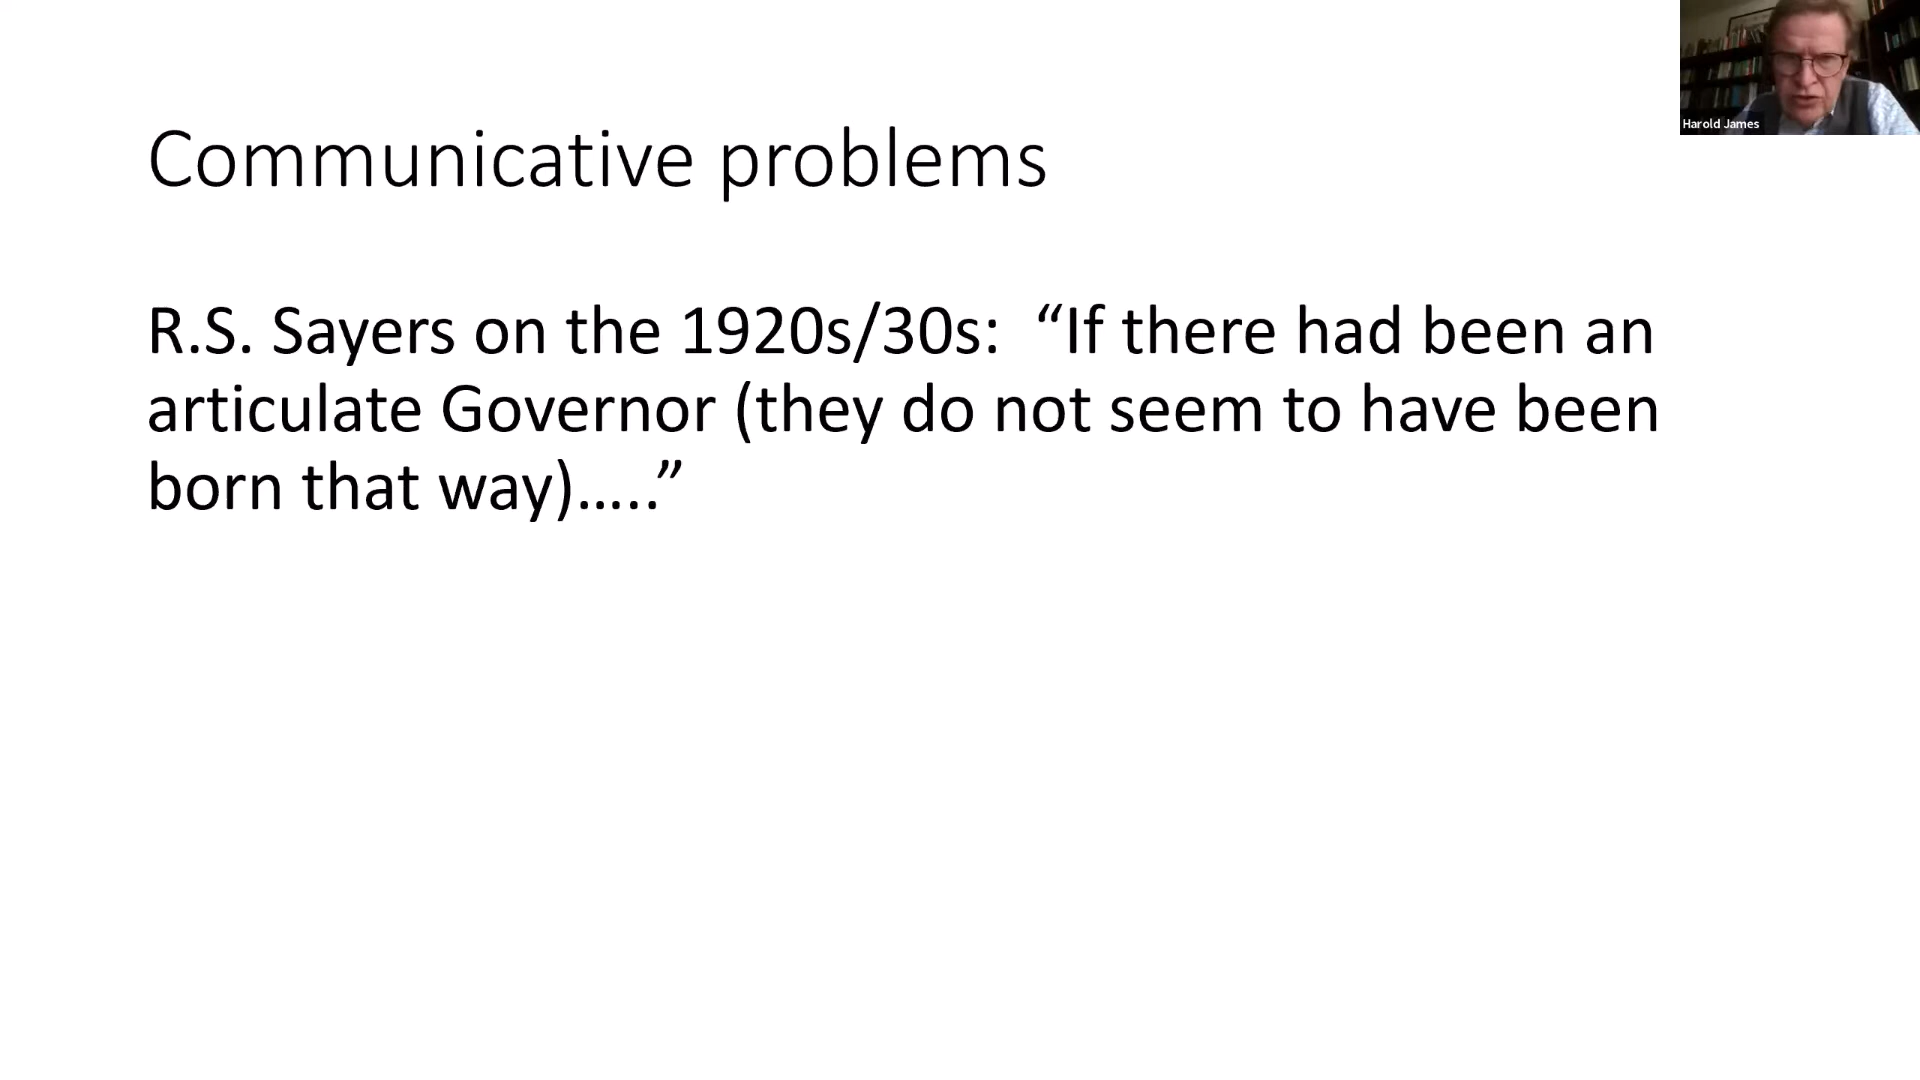 Harold James
Communicative problems
R.S. Sayers on the 1920s/30s:  “If there had been an
articulate Governor (they do not seem to have been
born that way)…..”